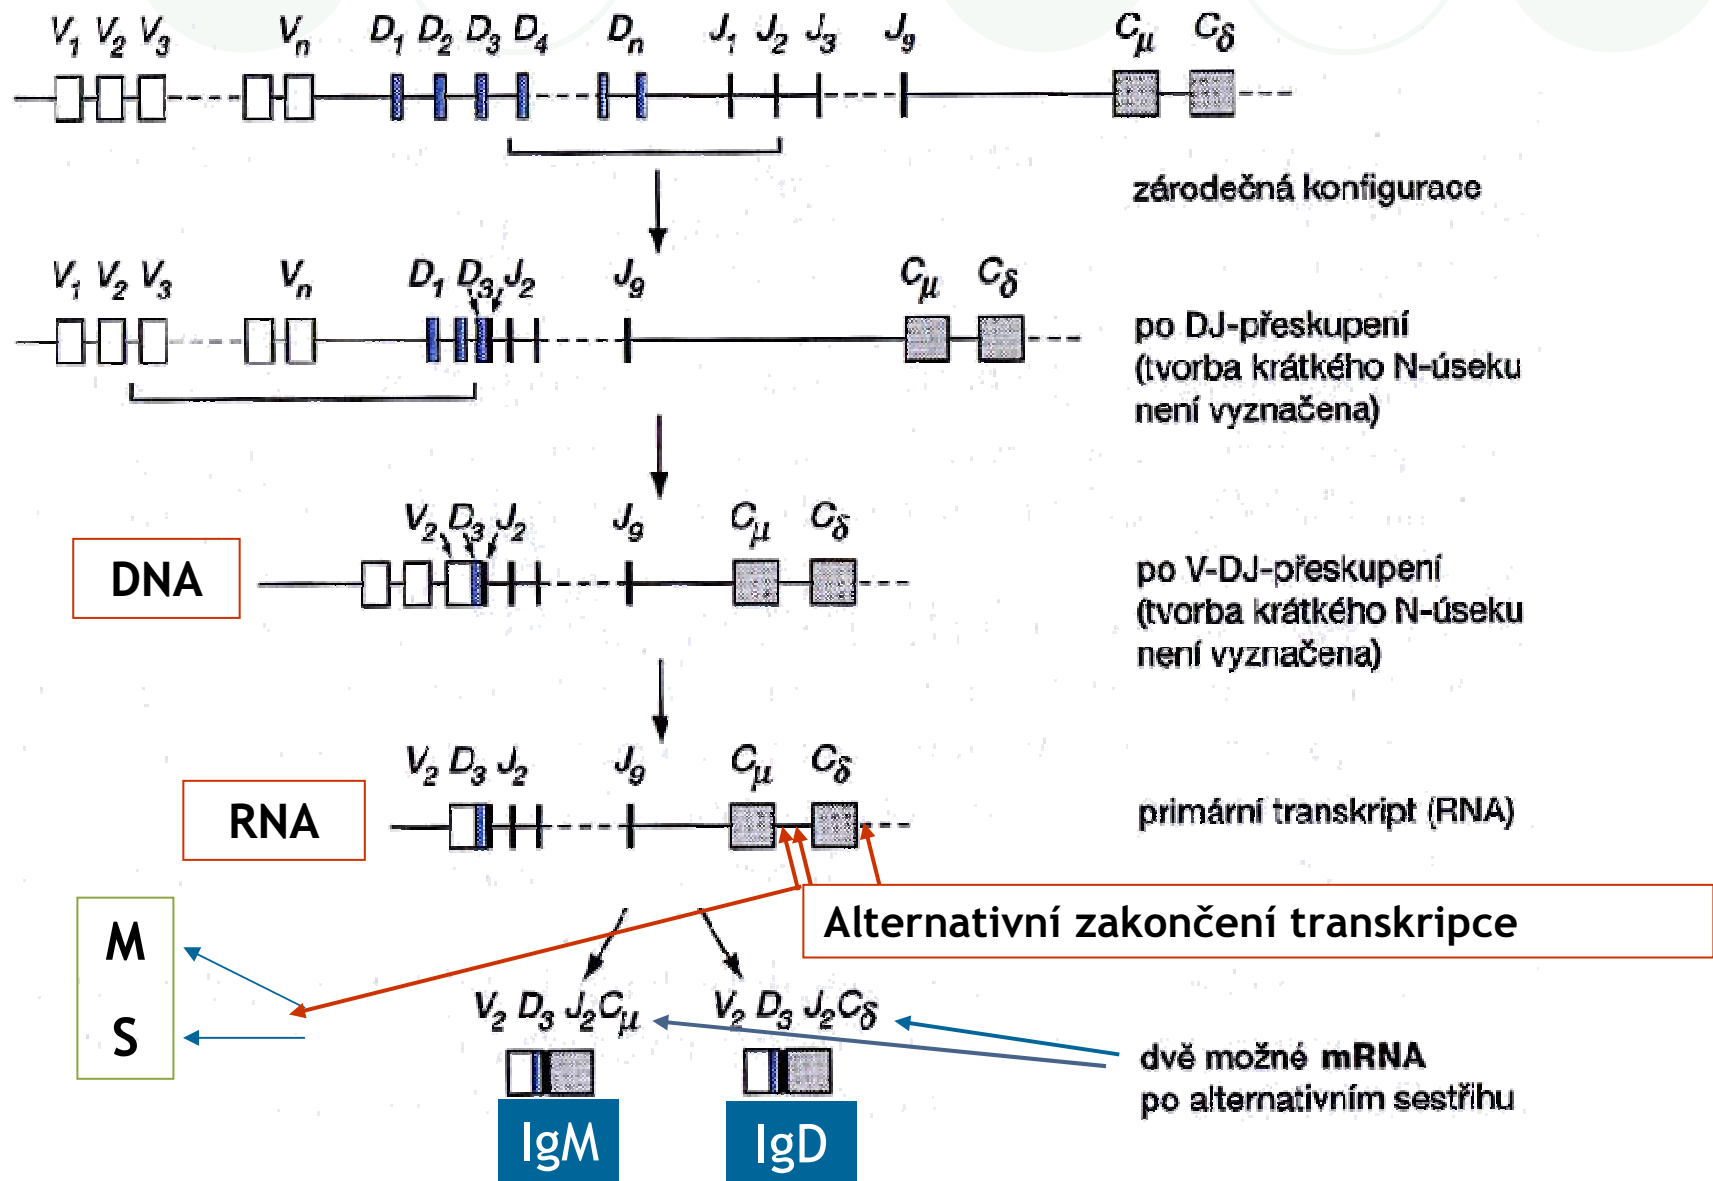 V₁ V₂ V₃ Vₙ D₁ D₂ D₃ D₄ Dₙ J₁ J₂ J₃ J₉ Cμ Cδ
zárodečná konfigurace
V₁ V₂ V₃ Vₙ D₁ D₃ J₂ J₉ Cμ Cδ
po DJ-přeskupení
(tvorba krátkého N-úseku
není vyznačena)
V₂ D₃ J₂ J₉ Cμ Cδ
DNA
po V-DJ-přeskupení
(tvorba krátkého N-úseku
není vyznačena)
V₂ D₃ J₂ J₉ Cμ Cδ
RNA
primární transkript (RNA)
Alternativní zakončení transkripce
M
S
V₂ D₃ J₂Cμ V₂ D₃ J₂Cδ
dvě možné mRNA
po alternativním sestřihu
IgM IgD